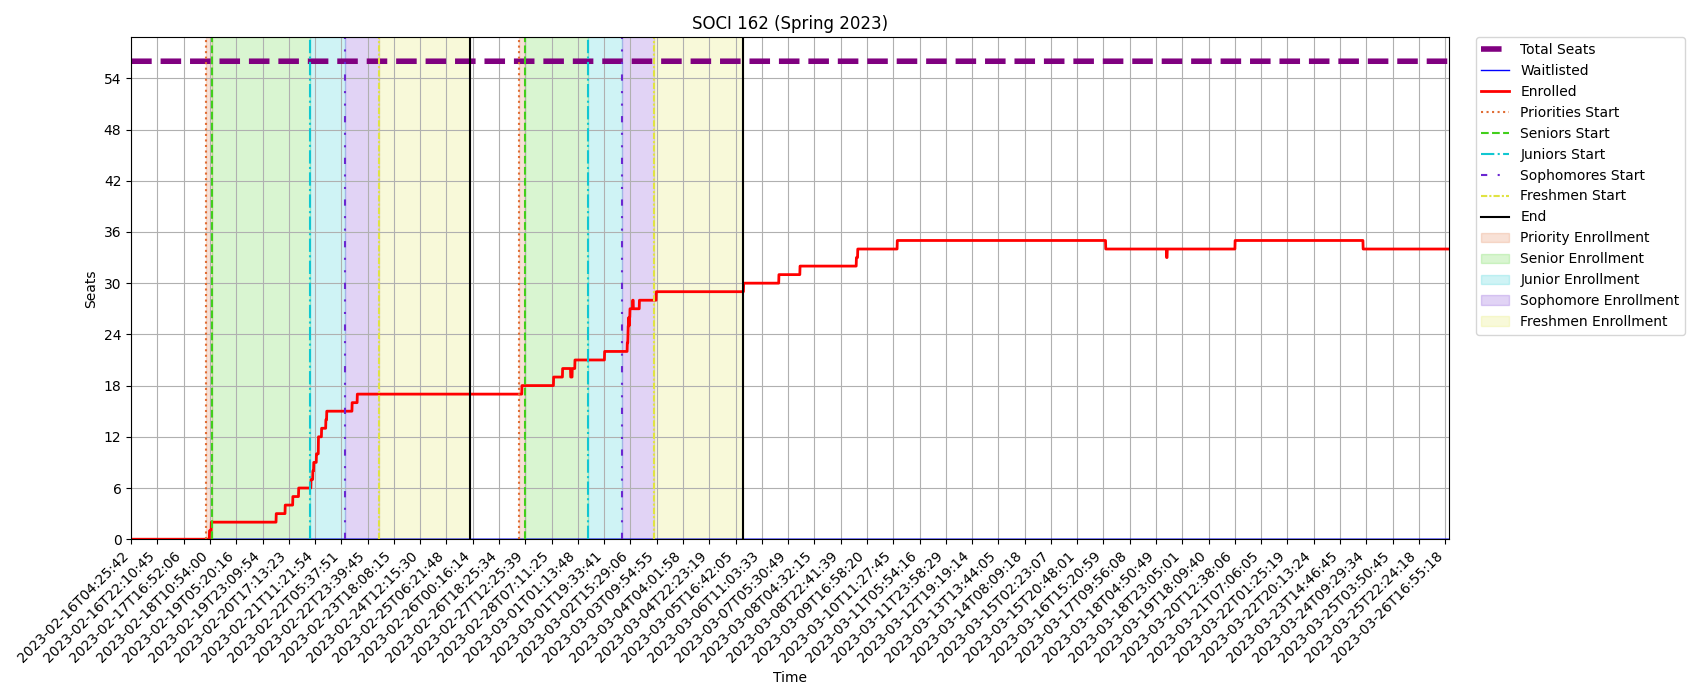 SOCI 162 (Spring 2023)
Seats
54
48
42
36
30
24
18
12
6
0
2023-02-16T04:25:42
2023-02-16T22:10:45
2023-02-17T16:52:06
2023-02-18T10:54:00
2023-02-19T05:20:16
2023-02-19T23:09:54
2023-02-20T17:13:23
2023-02-21T11:21:54
2023-02-22T05:37:51
2023-02-22T23:39:45
2023-02-23T18:08:15
2023-02-24T12:15:30
2023-02-25T06:21:48
2023-02-26T00:16:14
2023-02-26T18:25:34
2023-02-27T12:25:39
2023-02-28T07:11:25
2023-03-01T01:13:48
2023-03-01T19:33:41
2023-03-02T15:29:06
2023-03-03T09:54:55
2023-03-04T04:01:58
2023-03-04T22:23:19
2023-03-05T16:42:05
2023-03-06T11:03:33
2023-03-07T05:30:49
2023-03-08T04:32:15
2023-03-08T22:41:39
2023-03-09T16:58:20
2023-03-10T11:27:45
2023-03-11T05:54:16
2023-03-11T23:58:29
2023-03-12T19:19:14
2023-03-13T13:44:05
2023-03-14T08:09:18
2023-03-15T02:23:07
2023-03-15T20:48:01
2023-03-16T15:20:59
2023-03-17T09:56:08
2023-03-18T04:50:49
2023-03-18T23:05:01
2023-03-19T18:09:40
2023-03-20T12:38:06
2023-03-21T07:06:05
2023-03-22T01:25:19
2023-03-22T20:13:24
2023-03-23T14:46:45
2023-03-24T09:29:34
2023-03-25T03:50:45
2023-03-25T22:24:18
2023-03-26T16:55:18
Time
Total Seats
Waitlisted
Enrolled
Priorities Start
Seniors Start
Juniors Start
Sophomores Start
Freshmen Start
End
Priority Enrollment
Senior Enrollment
Junior Enrollment
Sophomore Enrollment
Freshmen Enrollment